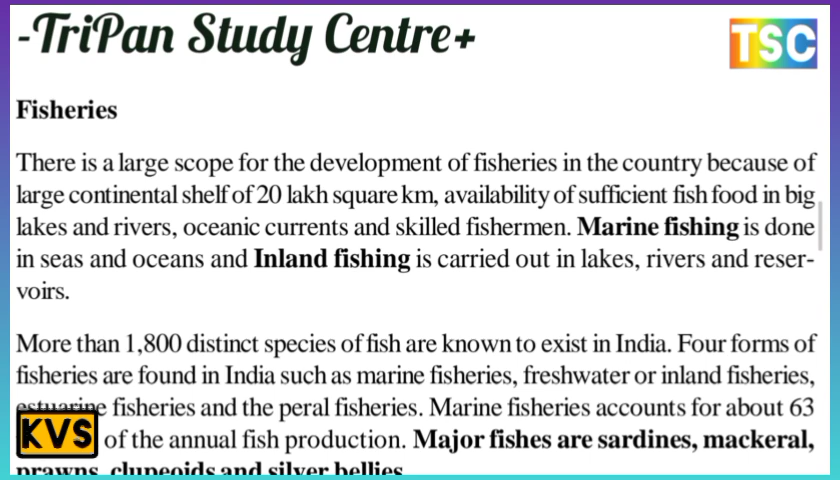 -TriPan Study Centre+
TSC
Fisheries
There is a large scope for the development of fisheries in the country because of
large continental shelf of 20 lakh square km, availability of sufficient fish food in big
lakes and rivers, oceanic currents and skilled fishermen. Marine fishing is done
in seas and oceans and Inland fishing is carried out in lakes, rivers and reser-
voirs.
More than 1,800 distinct species of fish are known to exist in India. Four forms of
fisheries are found in India such as marine fisheries, freshwater or inland fisheries,
estuarine fisheries and the peral fisheries. Marine fisheries accounts for about 63
KVS of the annual fish production. Major fishes are sardines, mackeral,
prawns, clupeoids and silver bellies